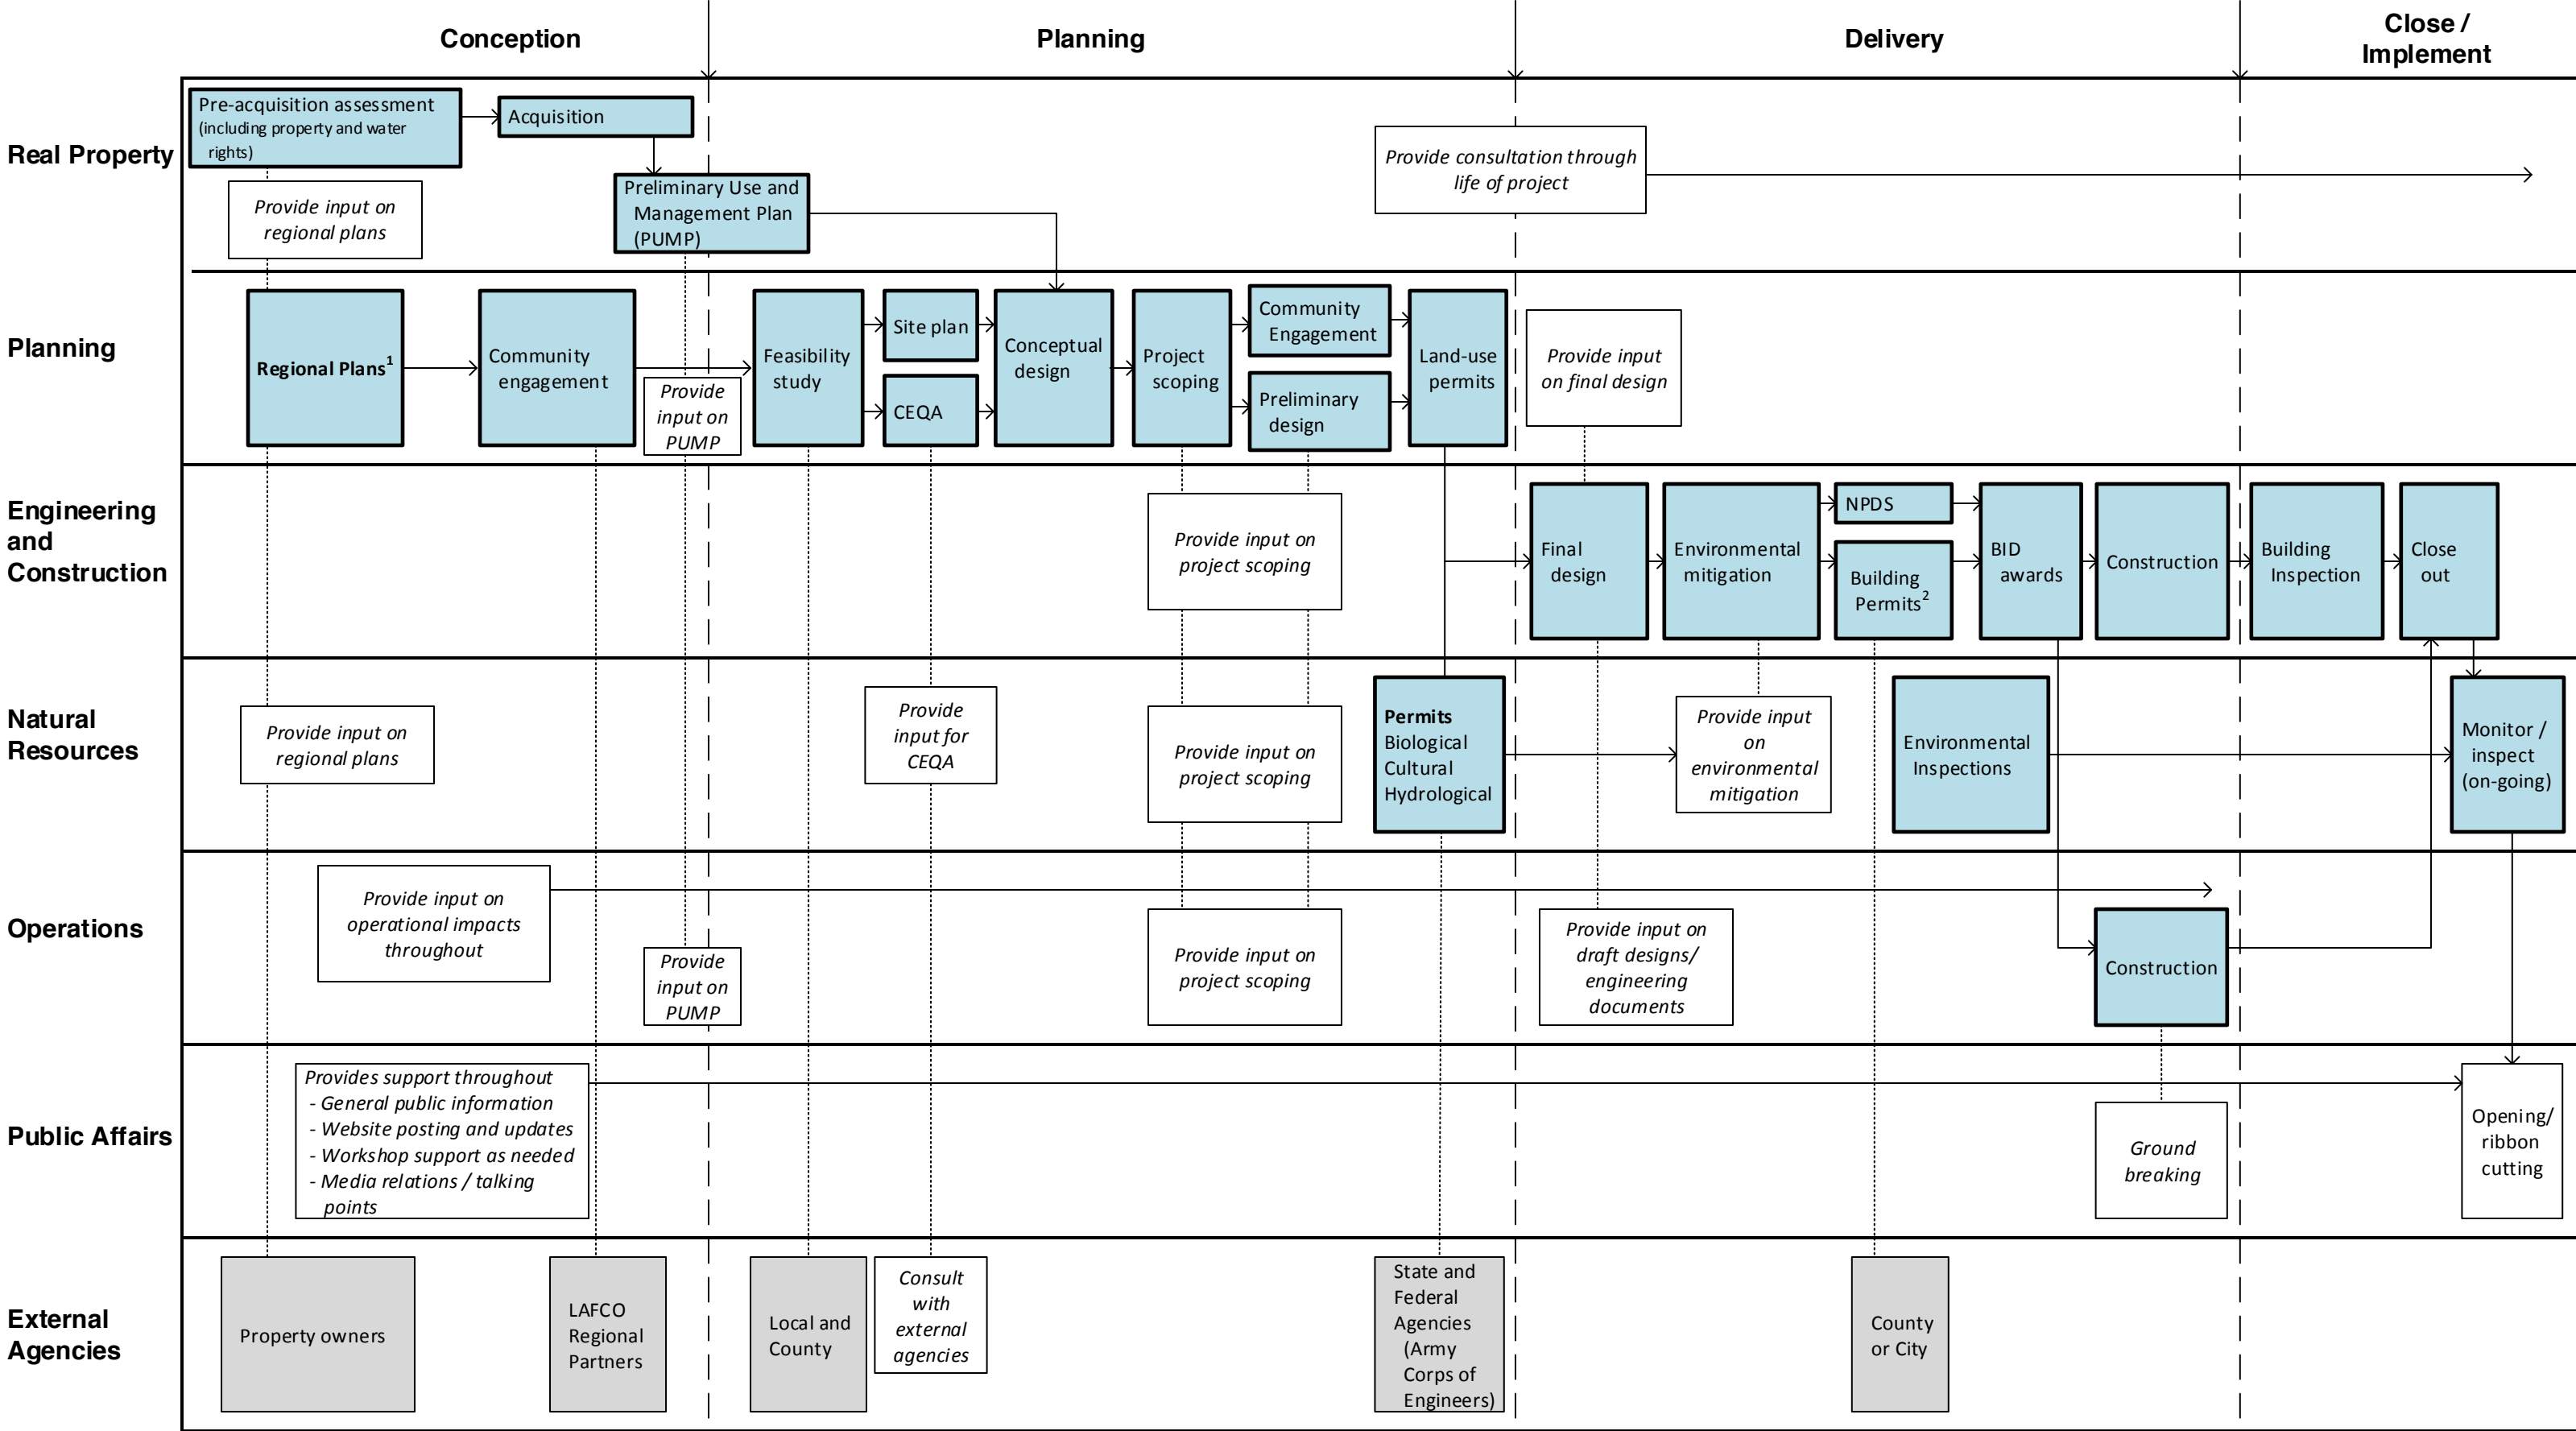 Conception
Planning
Delivery
Close /
Implement
Real Property
Pre-acquisition assessment
(including property and water
rights)
Acquisition
Provide input on
regional plans
Preliminary Use and
Management Plan
(PUMP)
Provide consultation through
life of project
Planning
Regional Plans1
Community
engagement
Provide
input on
PUMP
Feasibility
study
Site plan
CEQA
Conceptual
design
Project
scoping
Community
Engagement
Preliminary
design
Land-use
permits
Provide input
on final design
Engineering
and
Construction
Provide input on
project scoping
Final
design
Environmental
mitigation
NPDS
Building
Permits2
BID
awards
Construction
Building
Inspection
Close
out
Natural
Resources
Provide input on
regional plans
Provide
input for
CEQA
Provide input on
project scoping
Permits
Biological
Cultural
Hydrological
Provide input
on
environmental
mitigation
Environmental
Inspections
Monitor /
inspect
(on-going)
Operations
Provide input on
operational impacts
throughout
Provide
input on
PUMP
Provide input on
project scoping
Provide input on
draft designs/
engineering
documents
Construction
Public Affairs
Provides support throughout
- General public information
- Website posting and updates
- Workshop support as needed
- Media relations / talking
points
Ground
breaking
Opening/
ribbon
cutting
External
Agencies
Property owners
LAFCO
Regional
Partners
Local and
County
Consult
with
external
agencies
State and
Federal
Agencies
(Army
Corps of
Engineers)
County
or City